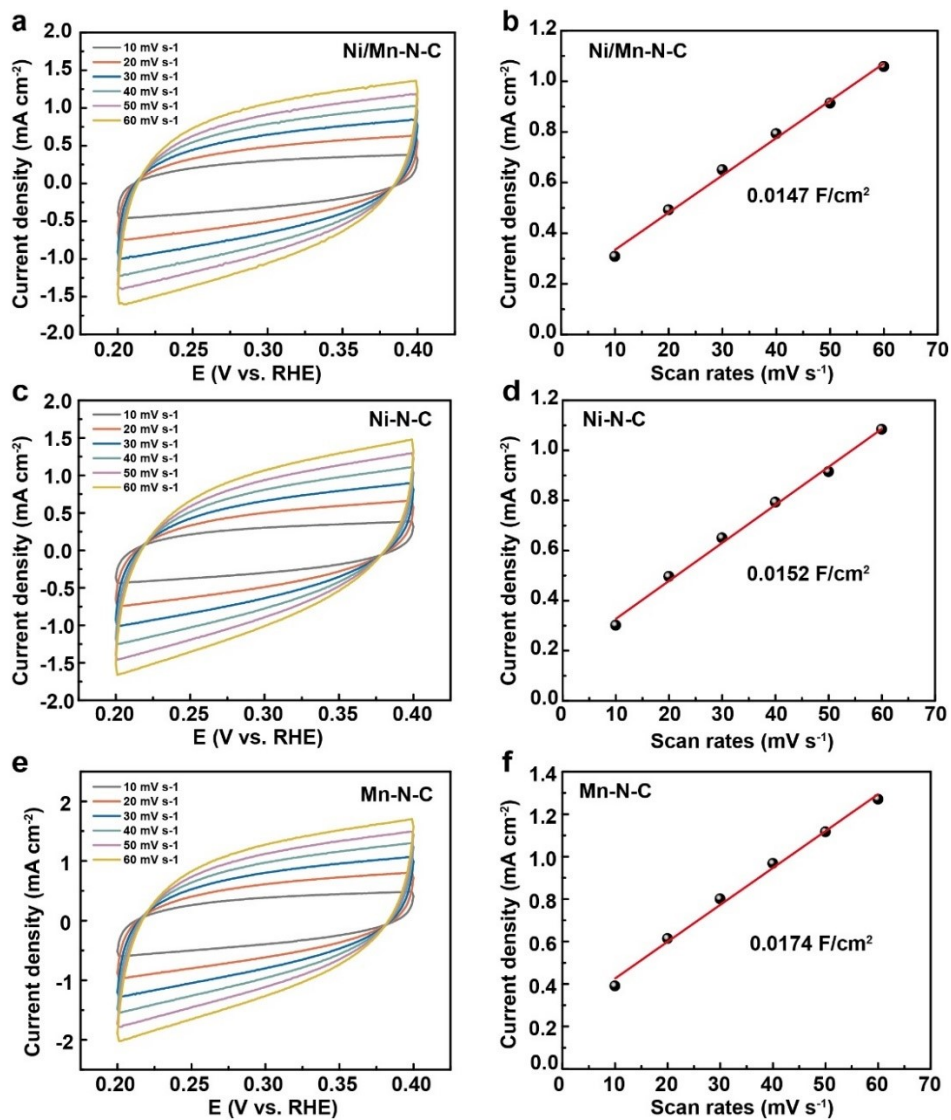 a
Ni/Mn-N-C
10 mV s-1
20 mV s-1
30 mV s-1
40 mV s-1
50 mV s-1
60 mV s-1
2.0
1.5
1.0
0.5
0.0
-0.5
-1.0
-1.5
-2.0
Current density (mA cm⁻²)
0.20 0.25 0.30 0.35 0.40
E (V vs. RHE)
b
Ni/Mn-N-C
1.2
1.0
0.8
0.6
0.4
0.2
0.0
Current density (mA cm⁻²)
0.0147 F/cm²
0 10 20 30 40 50 60 70
Scan rates (mV s⁻¹)
c
Ni-N-C
10 mV s-1
20 mV s-1
30 mV s-1
40 mV s-1
50 mV s-1
60 mV s-1
2.0
1.5
1.0
0.5
0.0
-0.5
-1.0
-1.5
-2.0
Current density (mA cm⁻²)
0.20 0.25 0.30 0.35 0.40
E (V vs. RHE)
d
Ni-N-C
1.2
1.0
0.8
0.6
0.4
0.2
0.0
Current density (mA cm⁻²)
0.0152 F/cm²
0 10 20 30 40 50 60 70
Scan rates (mV s⁻¹)
e
Mn-N-C
10 mV s-1
20 mV s-1
30 mV s-1
40 mV s-1
50 mV s-1
60 mV s-1
2
1
0
-1
-2
Current density (mA cm⁻²)
0.20 0.25 0.30 0.35 0.40
E (V vs. RHE)
f
Mn-N-C
1.4
1.2
1.0
0.8
0.6
0.4
0.2
0.0
Current density (mA cm⁻²)
0.0174 F/cm²
0 10 20 30 40 50 60 70
Scan rates (mV s⁻¹)